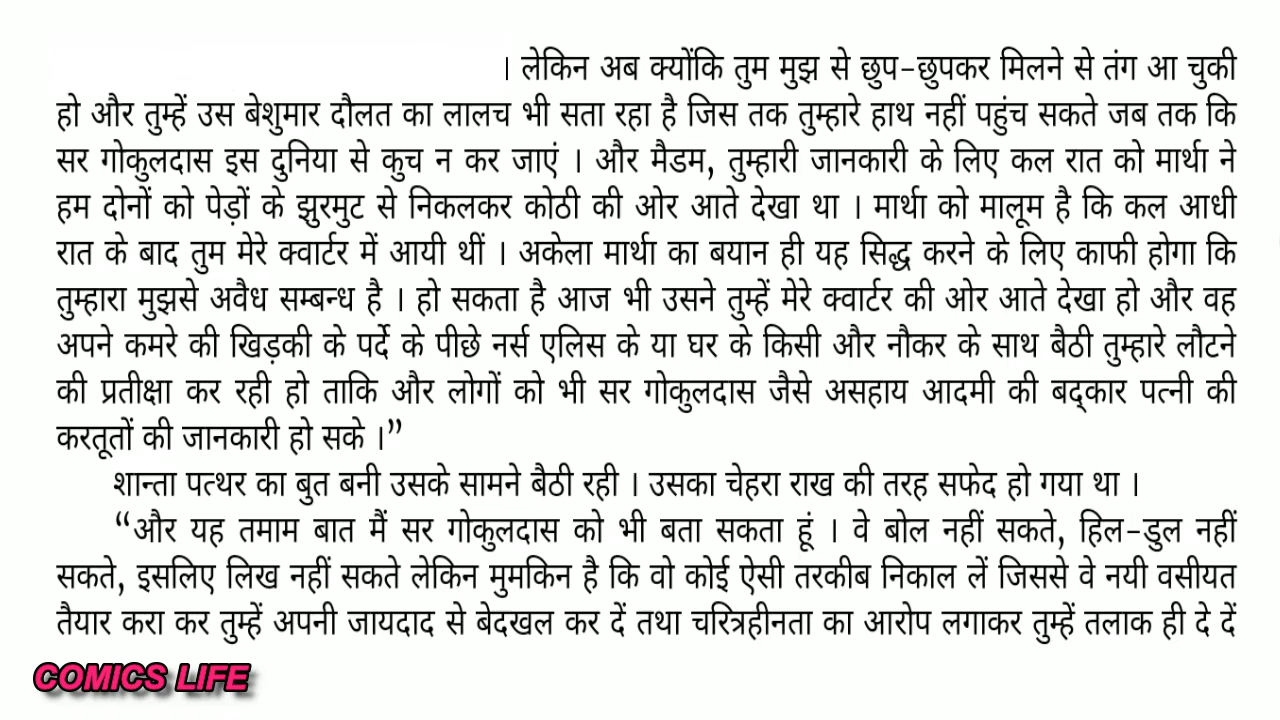 । लेकिन अब क्योंकि तुम मुझ से छुप-छुपकर मिलने से तंग आ चुकी
हो और तुम्हें उस बेशुमार दौलत का लालच भी सता रहा है जिस तक तुम्हारे हाथ नहीं पहुंच सकते जब तक कि
सर गोकुलदास इस दुनिया से कुच न कर जाएं । और मैडम, तुम्हारी जानकारी के लिए कल रात को मार्था ने
हम दोनों को पेड़ों के झुरमुट से निकलकर कोठी की ओर आते देखा था । मार्था को मालूम है कि कल आधी
रात के बाद तुम मेरे क्वार्टर में आयी थीं । अकेला मार्था का बयान ही यह सिद्ध करने के लिए काफी होगा कि
तुम्हारा मुझसे अवैध सम्बन्ध है । हो सकता है आज भी उसने तुम्हें मेरे क्वार्टर की ओर आते देखा हो और वह
अपने कमरे की खिड़की के पर्दे के पीछे नर्स एलिस के या घर के किसी और नौकर के साथ बैठी तुम्हारे लौटने
की प्रतीक्षा कर रही हो ताकि और लोगों को भी सर गोकुलदास जैसे असहाय आदमी की बद्‌कार पत्नी की
करतूतों की जानकारी हो सके ।”
शान्ता पत्थर का बुत बनी उसके सामने बैठी रही । उसका चेहरा राख की तरह सफेद हो गया था ।
“और यह तमाम बात मैं सर गोकुलदास को भी बता सकता हूं । वे बोल नहीं सकते, हिल-डुल नहीं
सकते, इसलिए लिख नहीं सकते लेकिन मुमकिन है कि वो कोई ऐसी तरकीब निकाल लें जिससे वे नयी वसीयत
तैयार करा कर तुम्हें अपनी जायदाद से बेदखल कर दें तथा चरित्रहीनता का आरोप लगाकर तुम्हें तलाक ही दे दें
COMICS LIFE